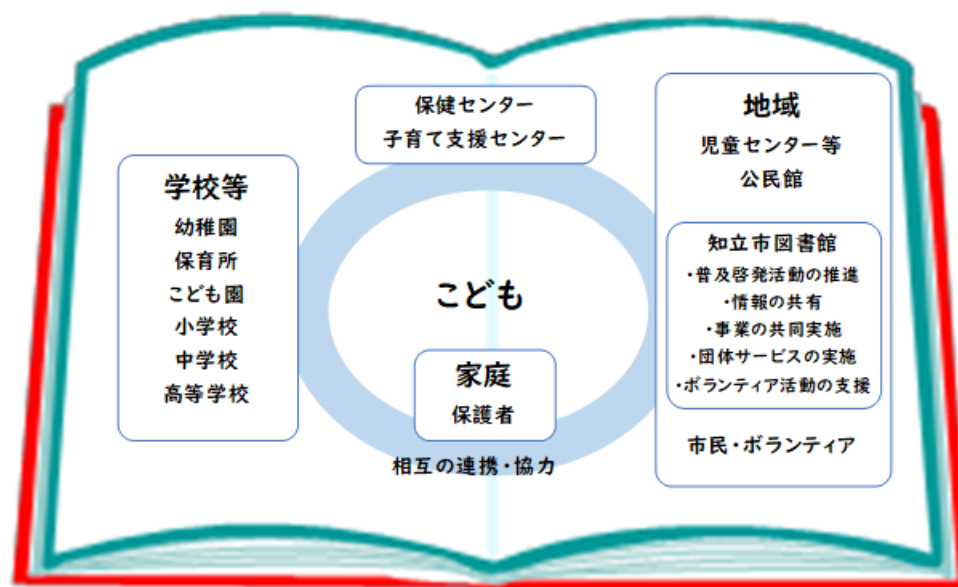 保健センター
子育て支援センター
学校等
幼稚園
保育所
こども園
小学校
中学校
高等学校
こども
家庭
保護者
相互の連携・協力
地域
児童センター等
公民館
知立市図書館
・普及啓発活動の推進
・情報の共有
・事業の共同実施
・団体サービスの実施
・ボランティア活動の支援
市民・ボランティア